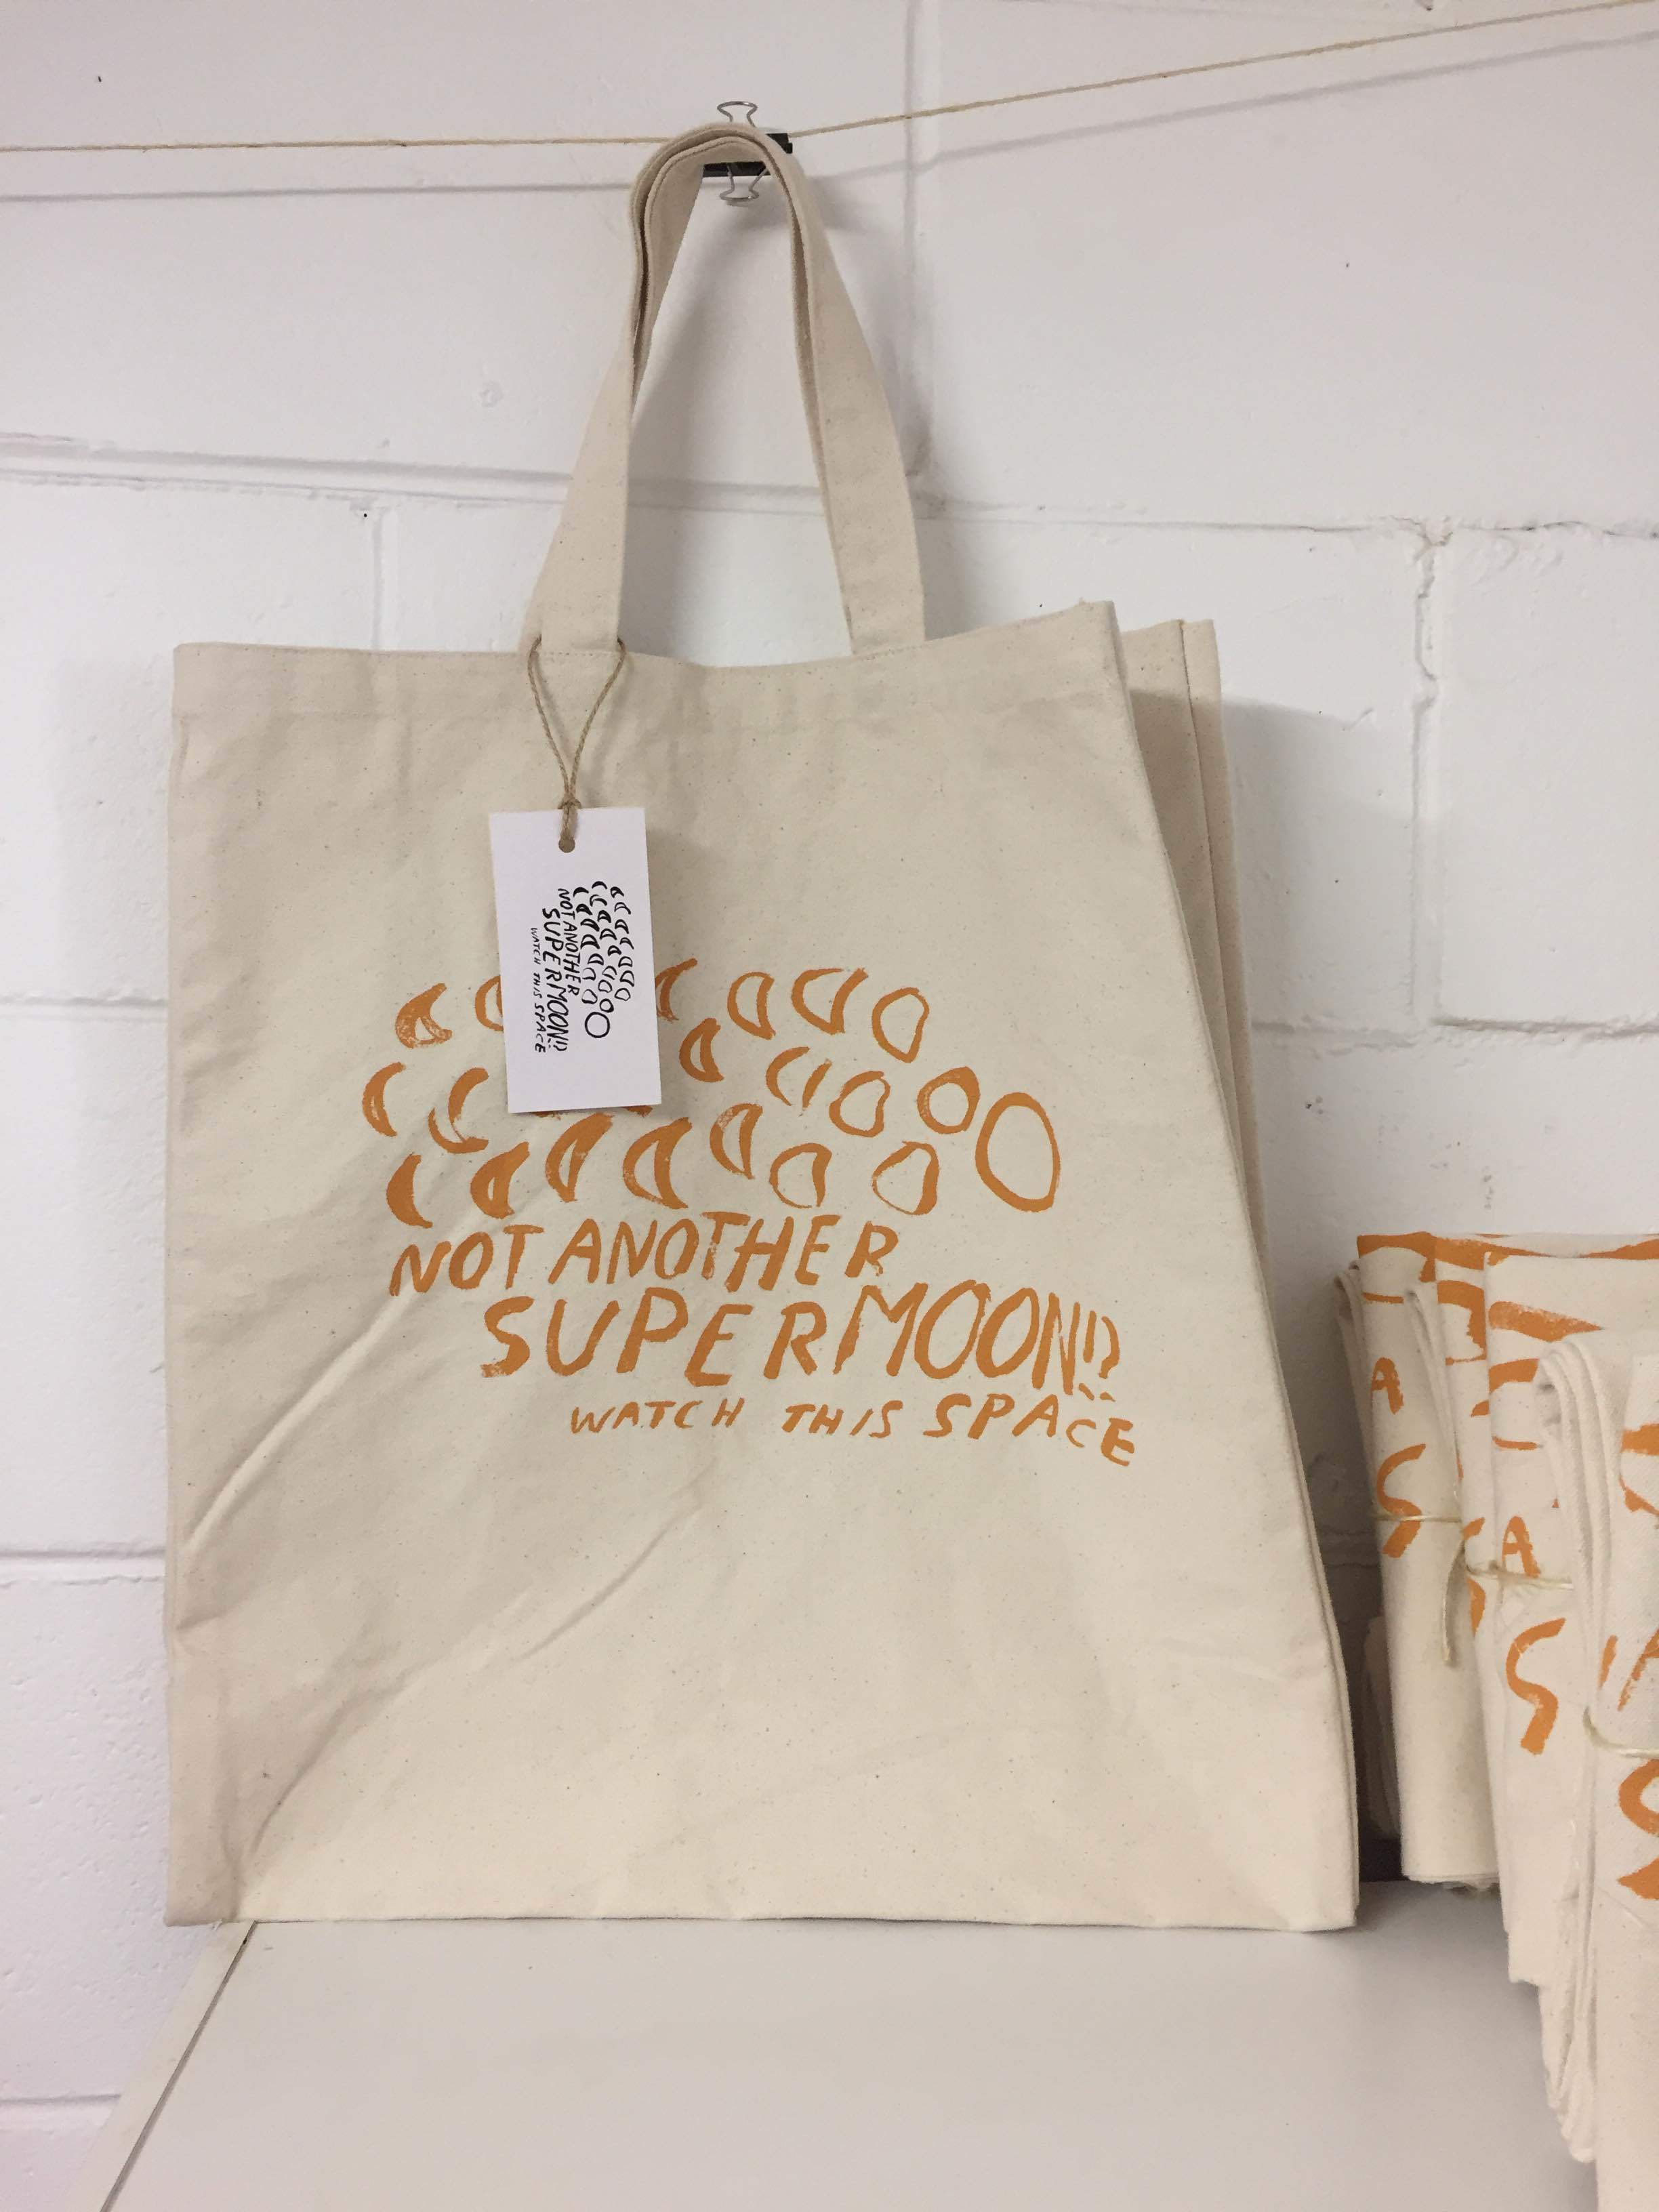 NOT ANOTHER
SUPERMOON!?
WATCH THIS SPACE
NOT ANOTHER
SUPERMOON!?
WATCH THIS SPACE
A
S
A
S